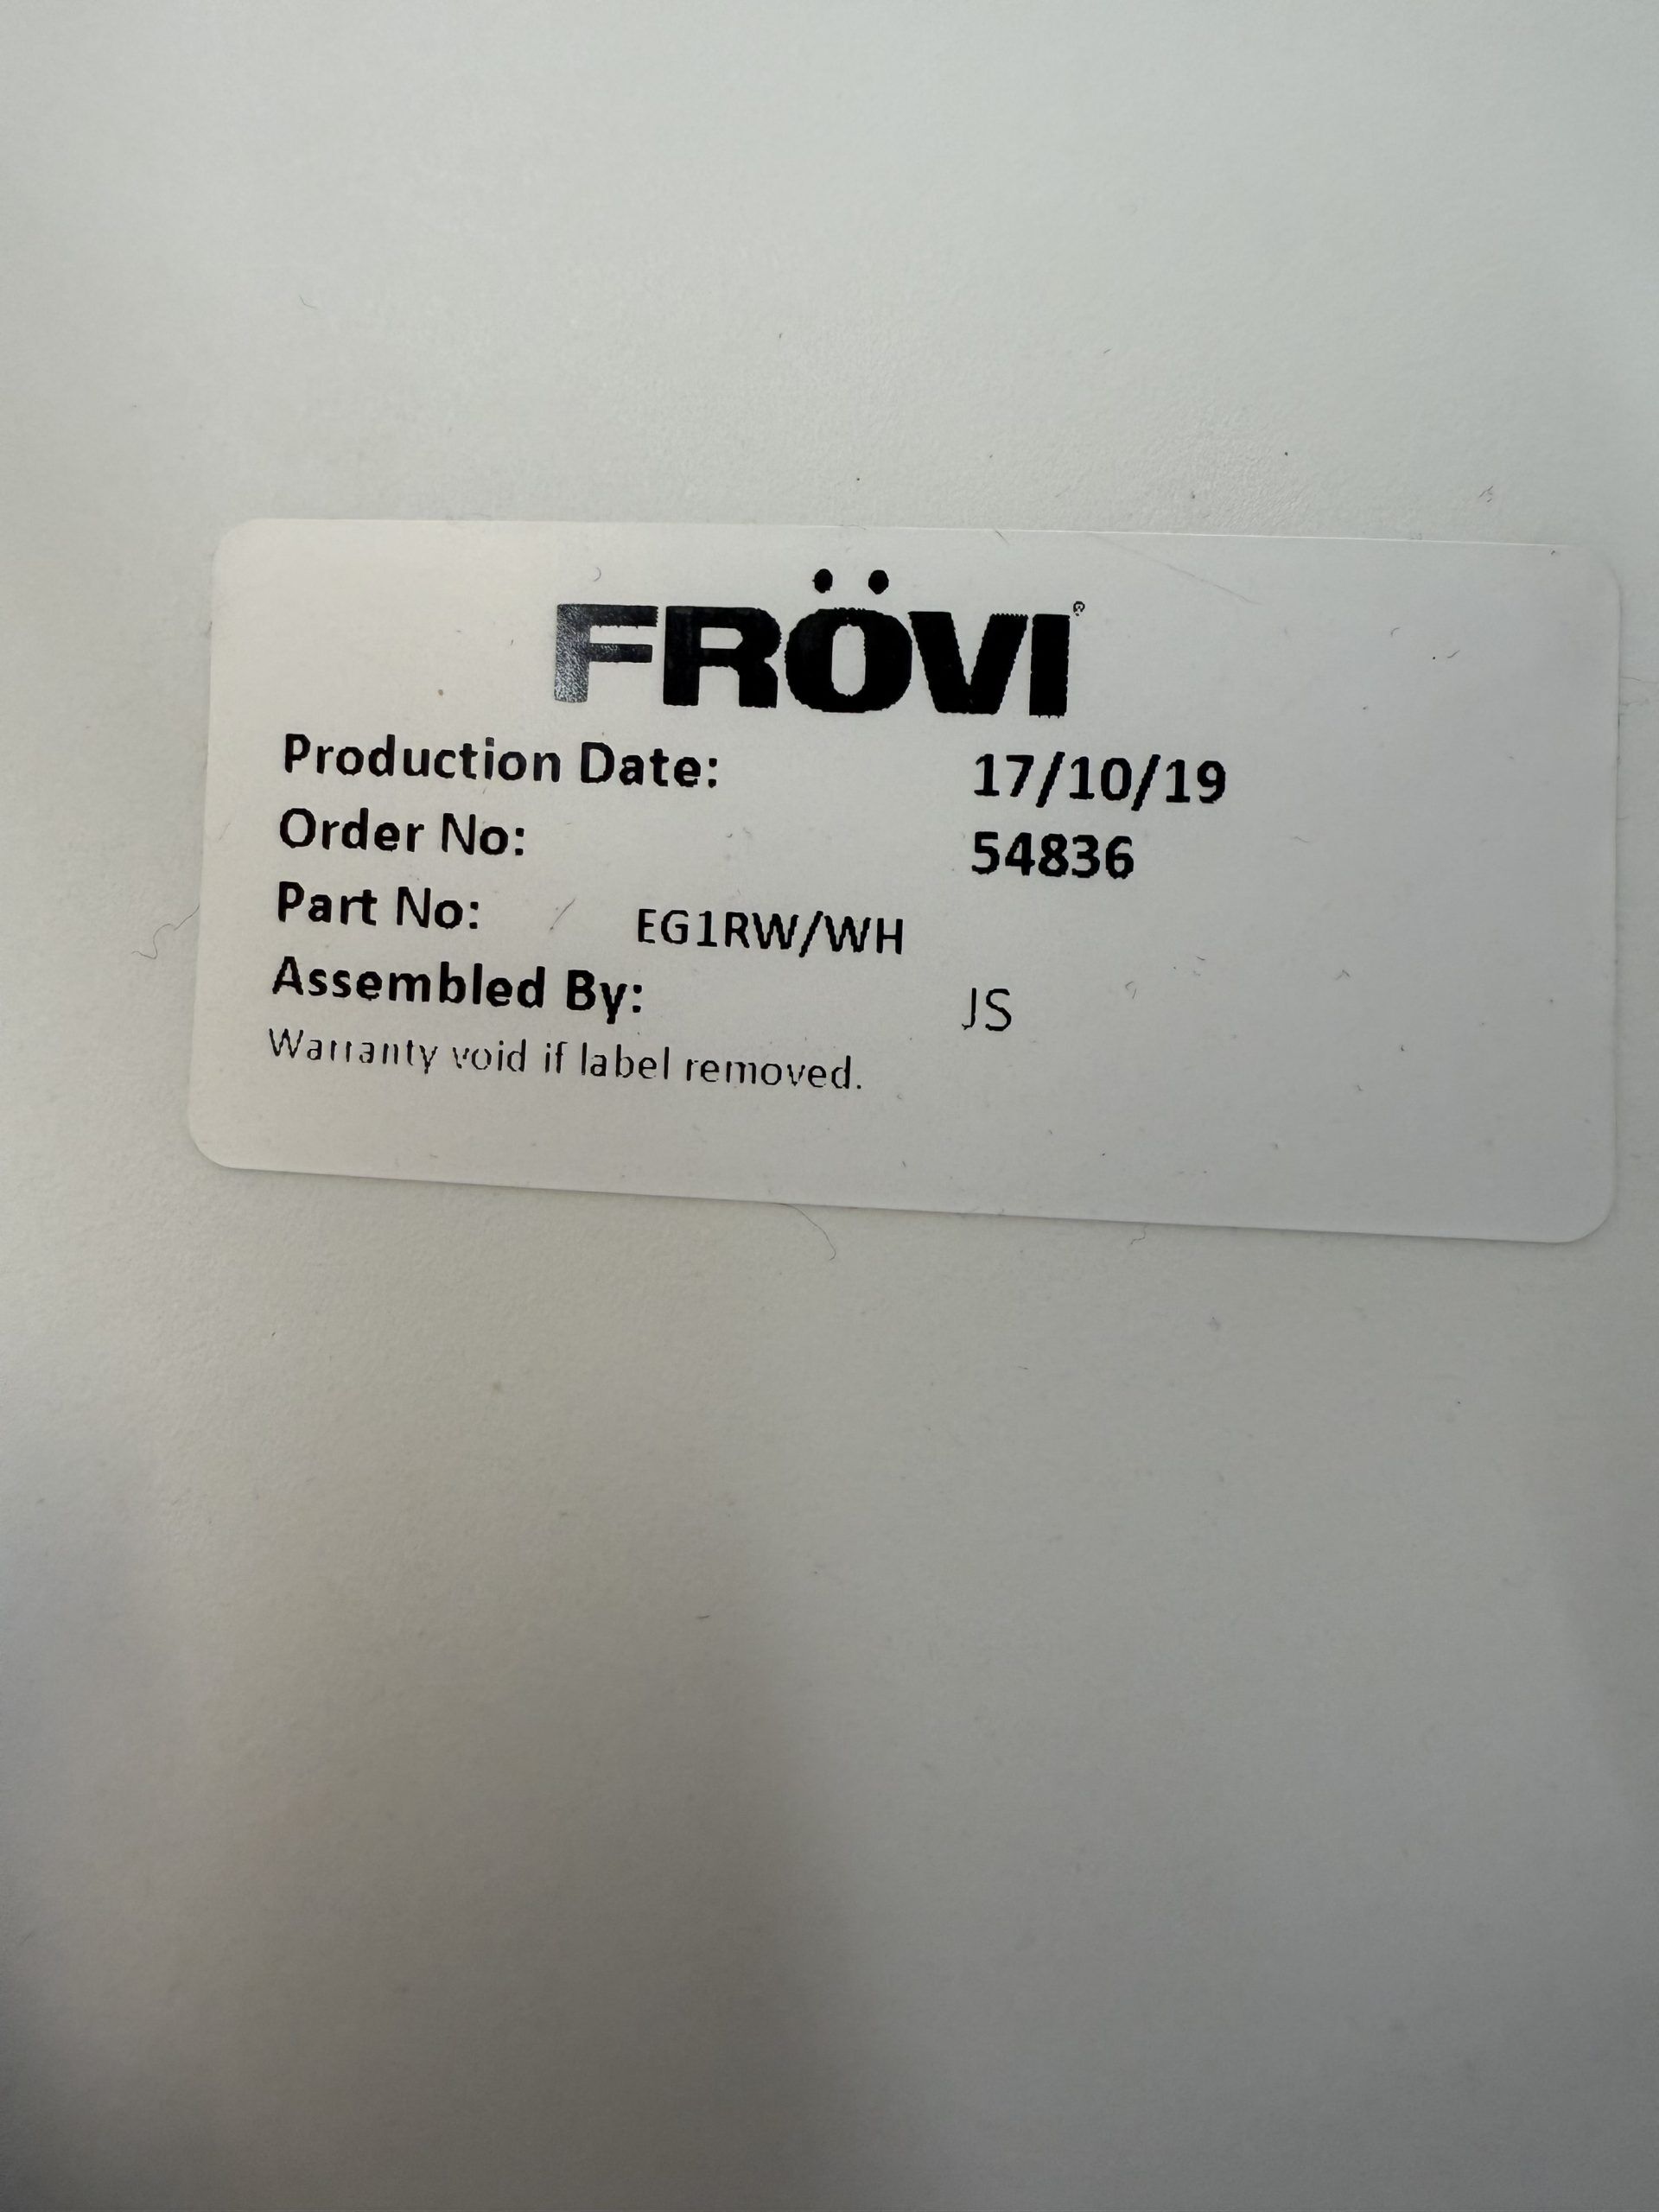 FRÖVI®
Production Date: 17/10/19
Order No: 54836
Part No: EG1RW/WH
Assembled By: JS
Warranty void if label removed.